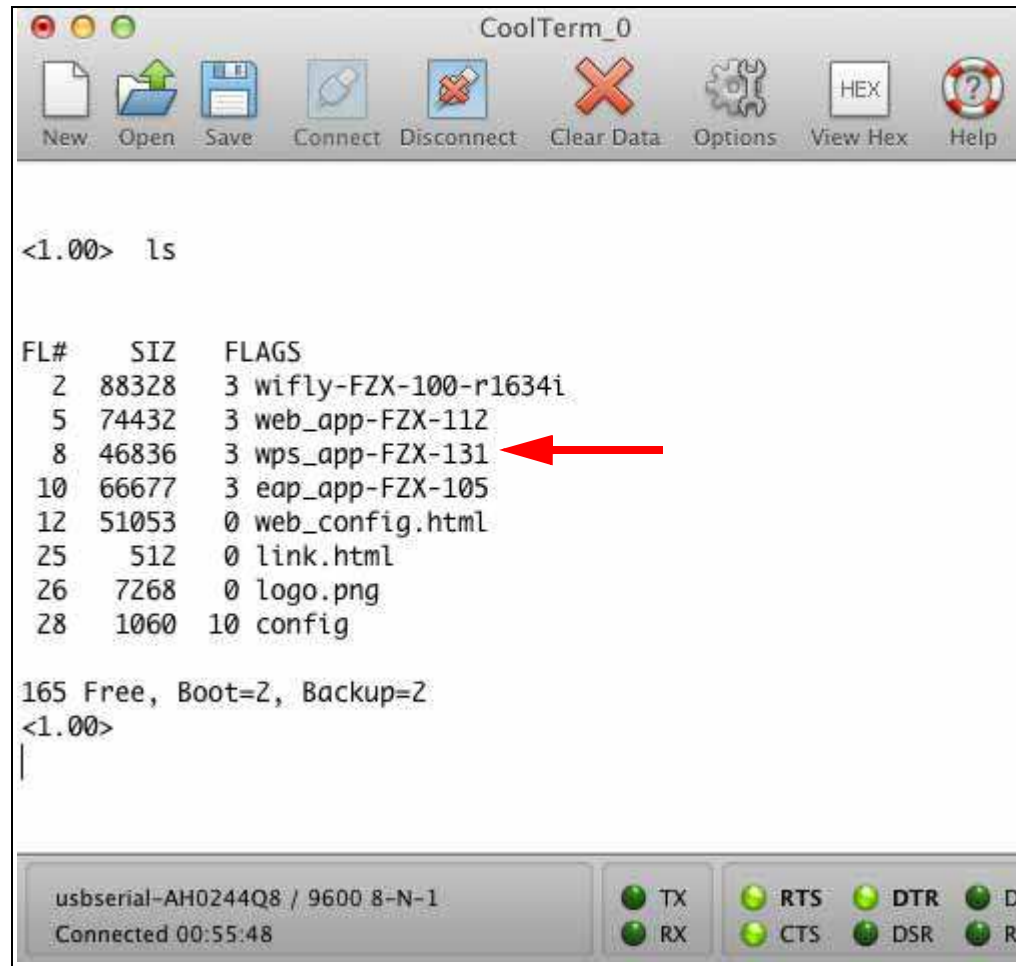 CoolTerm_0
New Open Save Connect Disconnect Clear Data Options HEX View Hex Help
<1.00> ls
FL# SIZ FLAGS
2 88328 3 wifly-FZX-100-r1634i
5 74432 3 web_app-FZX-112
8 46836 3 wps_app-FZX-131
10 66677 3 eap_app-FZX-105
12 51053 0 web_config.html
25 512 0 link.html
26 7268 0 logo.png
28 1060 10 config
165 Free, Boot=2, Backup=2
<1.00>
usbserial-AH0244Q8 / 9600 8-N-1
Connected 00:55:48
TX RTS DTR D
RX CTS DSR R